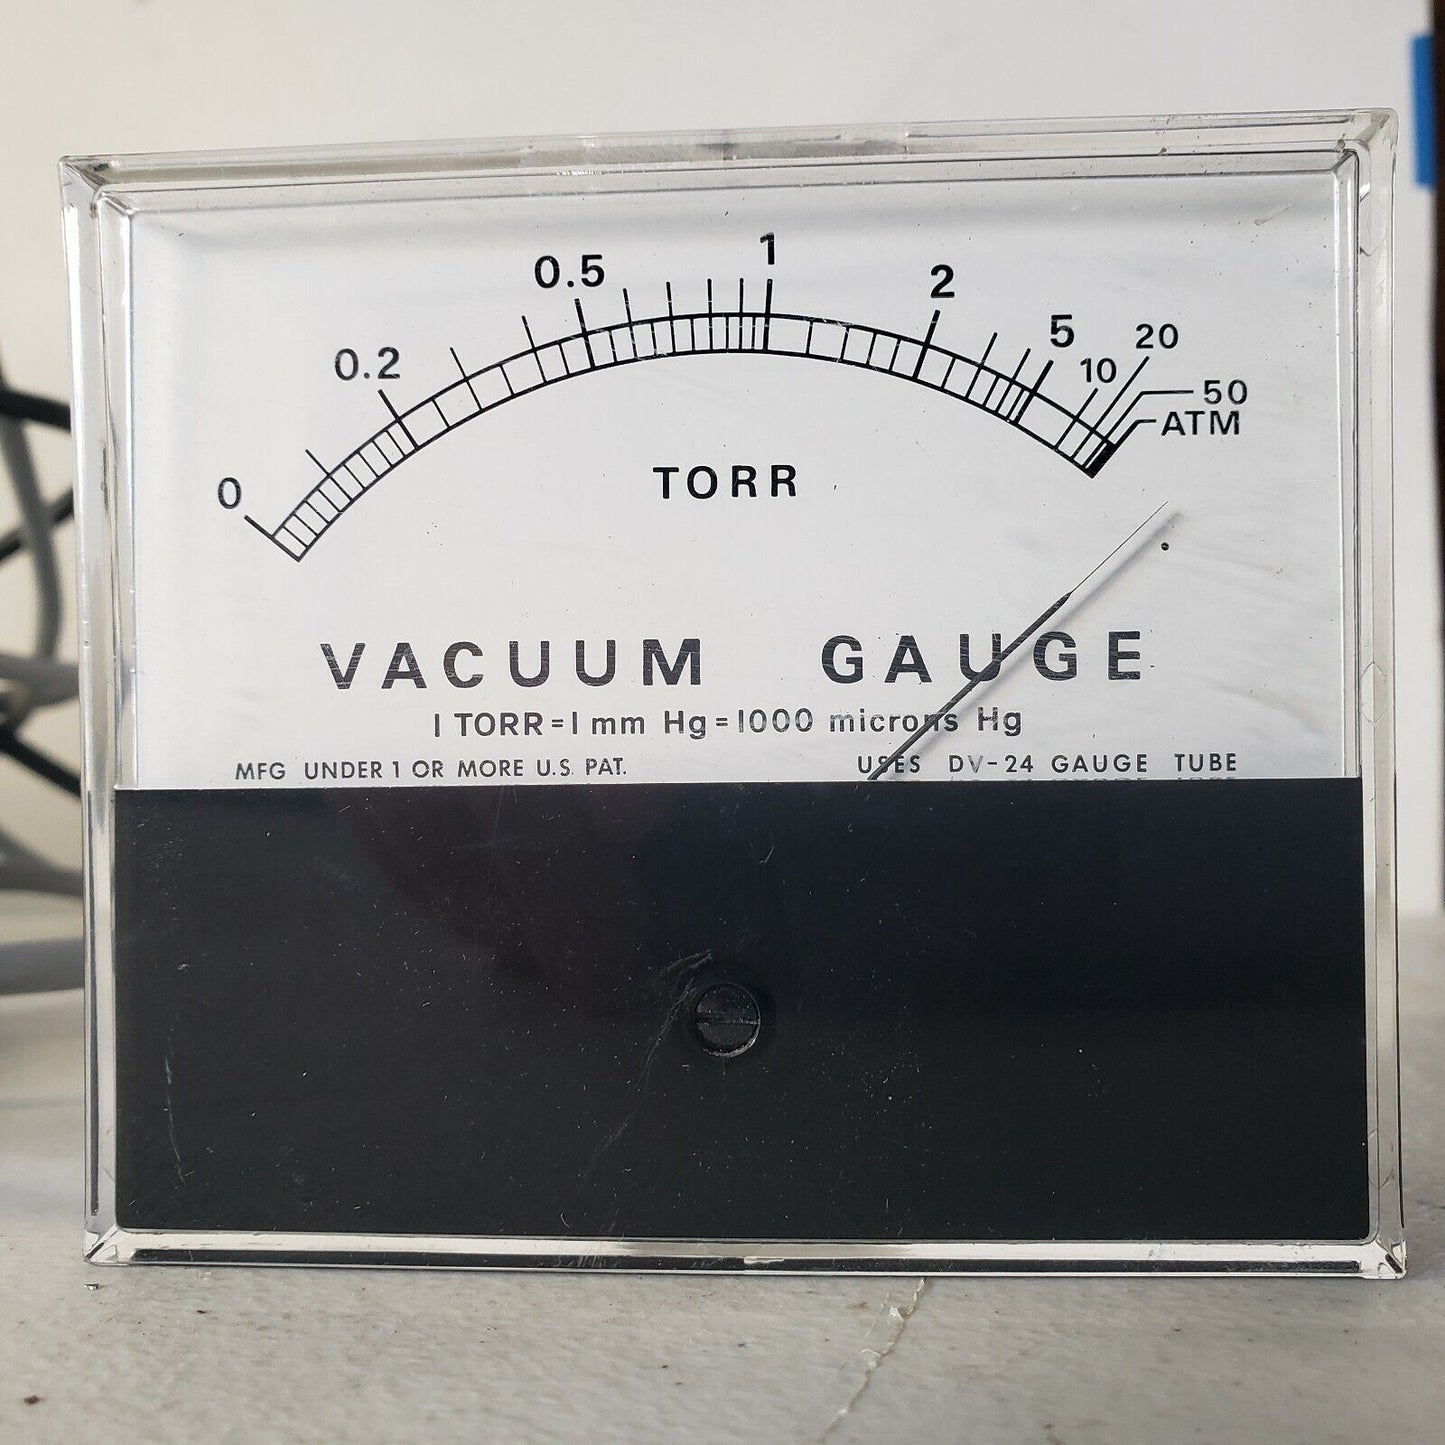 0 0.2 0.5 1 2 5 10 20 50 ATM
TORR
VACUUM GAUGE
1 TORR=1 mm Hg=1000 microns Hg
MFG UNDER 1 OR MORE U.S. PAT.
USES DV-24 GAUGE TUBE